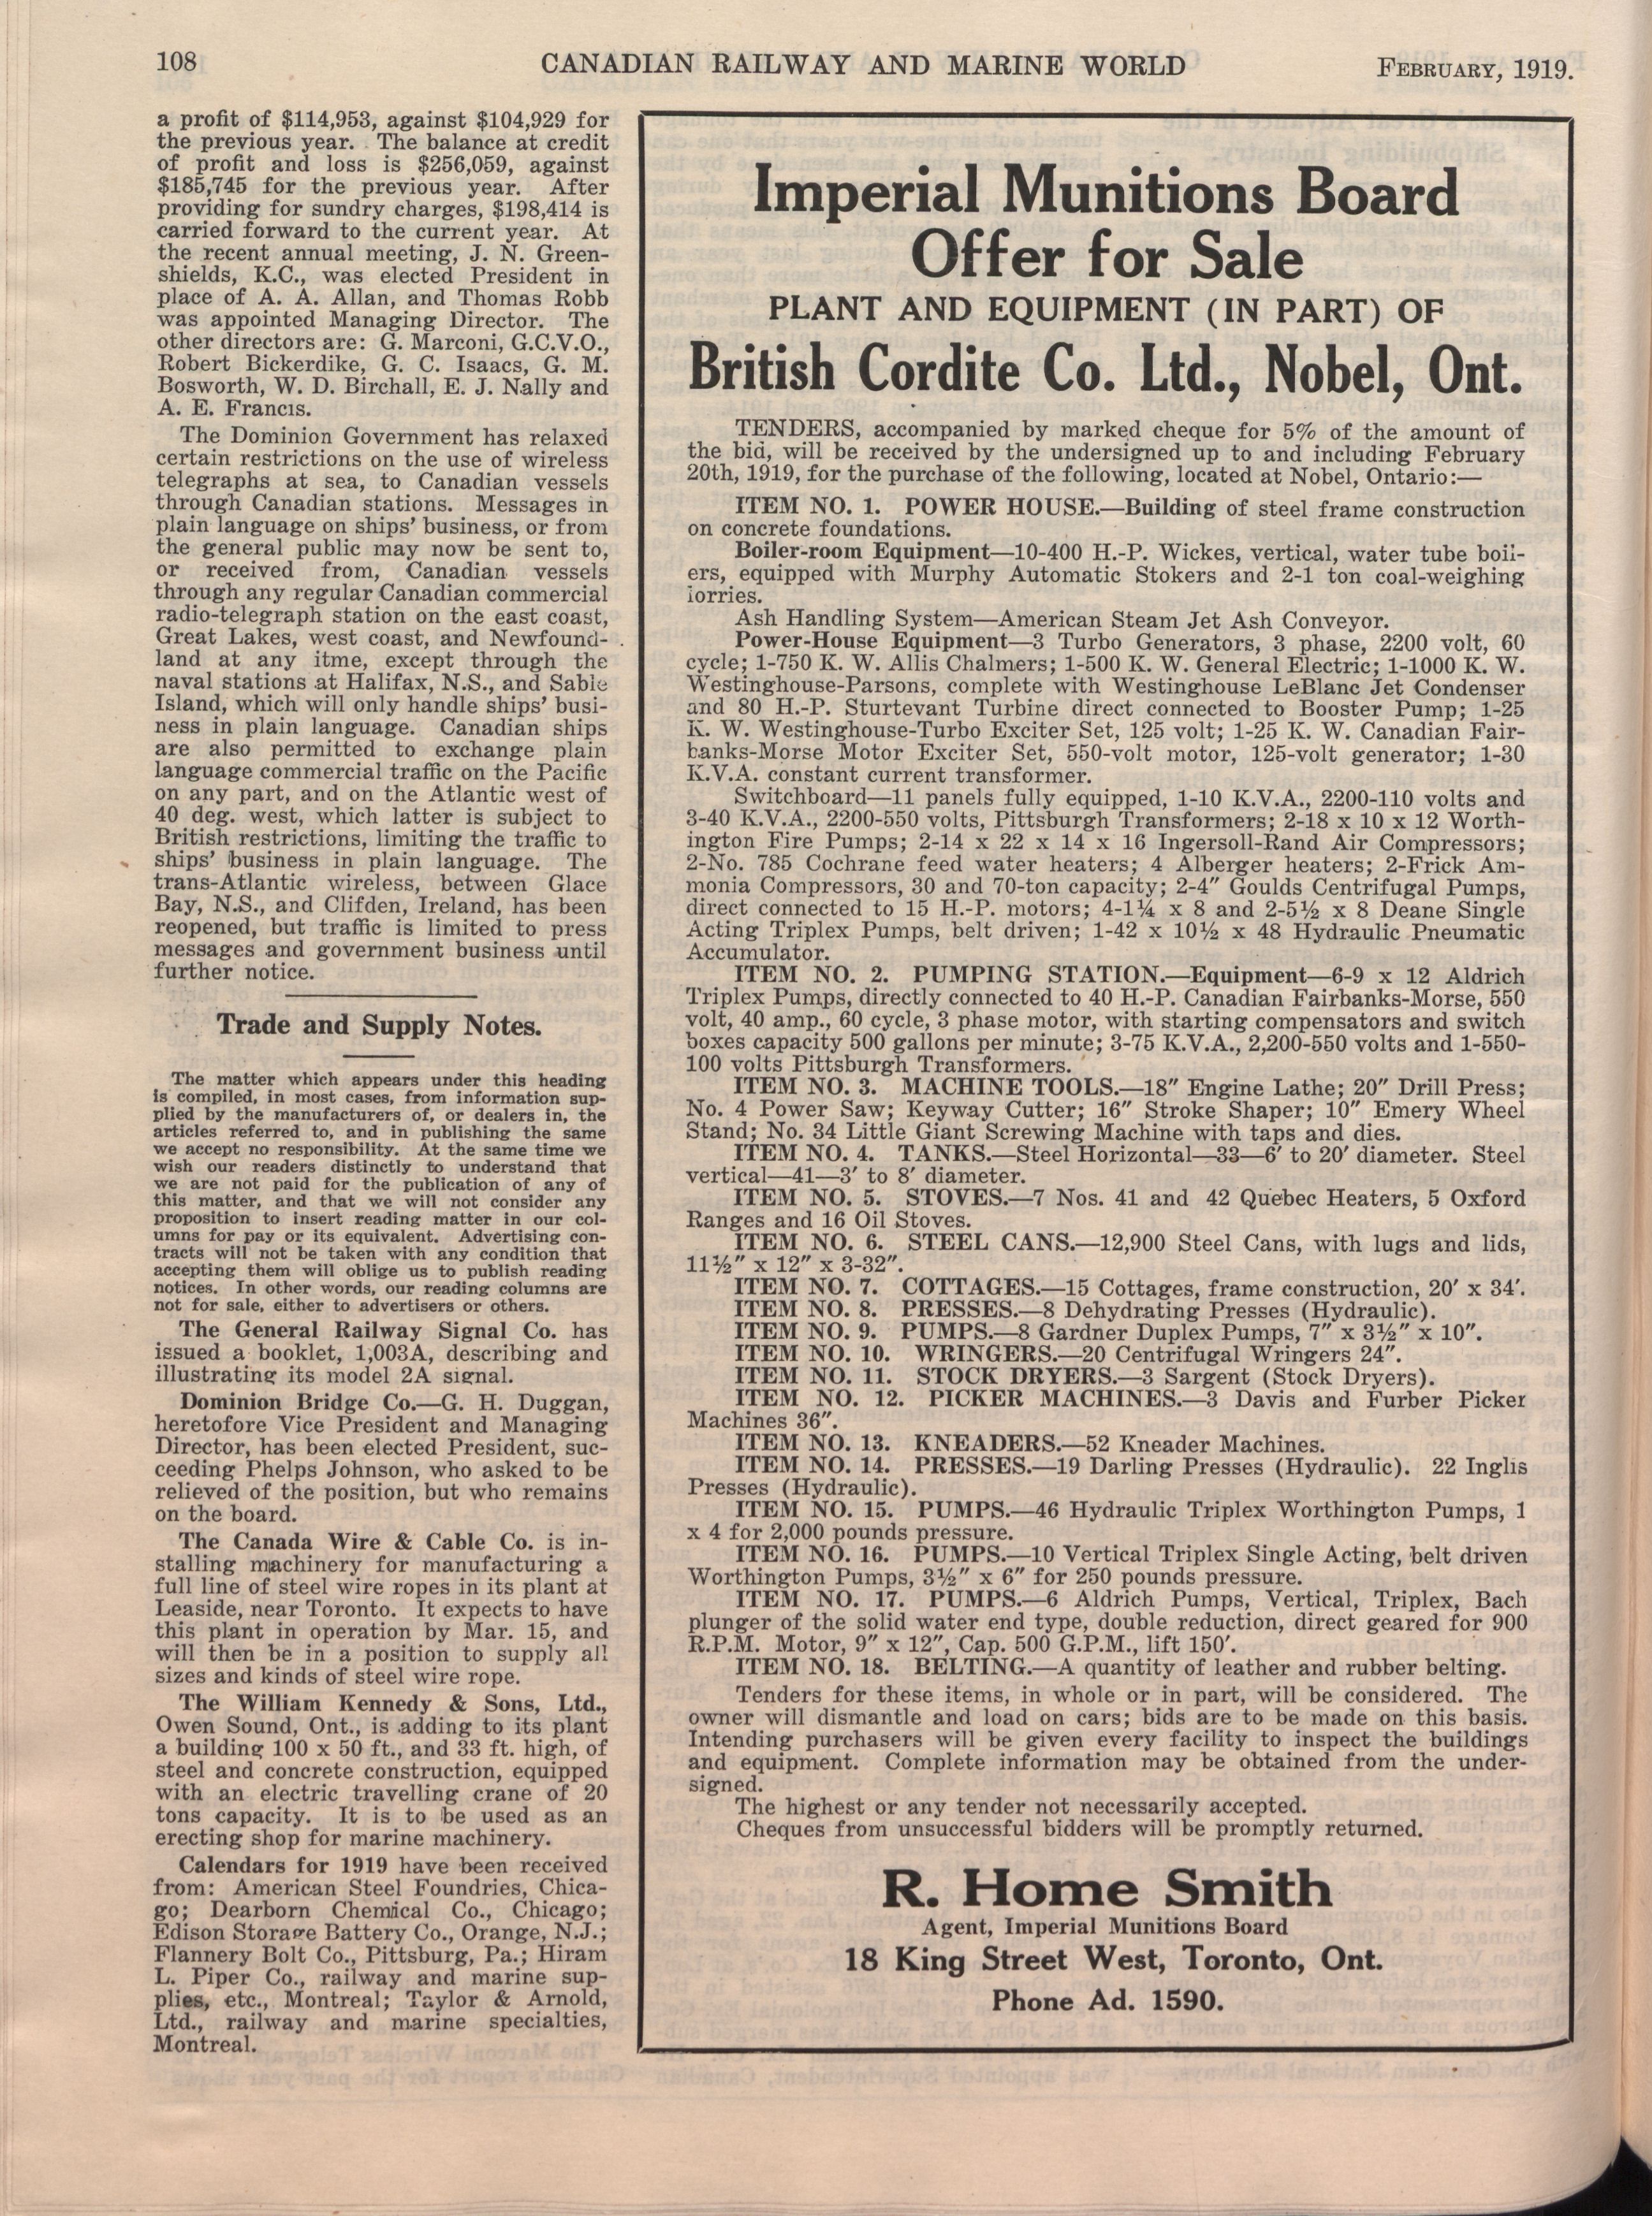 108
CANADIAN RAILWAY AND MARINE WORLD
FEBRUARY, 1919.
a profit of $114,953, against $104,929 for
the previous year. The balance at credit
of profit and loss is $256,059, against
$185,745 for the previous year. After
providing for sundry charges, $198,414 is
carried forward to the current year. At
the recent annual meeting, J. N. Green-
shields, K.C., was elected President in
place of A. A. Allan, and Thomas Robb
was appointed Managing Director. The
other directors are: G. Marconi, G.C.V.O.,
Robert Bickerdike, G. C. Isaacs, G. M.
Bosworth, W. D. Birchall, E. J. Nally and
A. E. Francis.
The Dominion Government has relaxed
certain restrictions on the use of wireless
telegraphs at sea, to Canadian vessels
through Canadian stations. Messages in
plain language on ships' business, or from
the general public may now be sent to,
or received from, Canadian vessels
through any regular Canadian commercial
radio-telegraph station on the east coast,
Great Lakes, west coast, and Newfound-
land at any itme, except through the
naval stations at Halifax, N.S., and Sable
Island, which will only handle ships' busi-
ness in plain language. Canadian ships
are also permitted to exchange plain
language commercial traffic on the Pacific
on any part, and on the Atlantic west of
40 deg. west, which latter is subject to
British restrictions, limiting the traffic to
ships' business in plain language. The
trans-Atlantic wireless, between Glace
Bay, N.S., and Clifden, Ireland, has been
reopened, but traffic is limited to press
messages and government business until
further notice.
Trade and Supply Notes.
The matter which appears under this heading
is compiled, in most cases, from information sup-
plied by the manufacturers of, or dealers in, the
articles referred to, and in publishing the same
we accept no responsibility. At the same time we
wish our readers distinctly to understand that
we are not paid for the publication of any of
this matter, and that we will not consider any
proposition to insert reading matter in our col-
umns for pay or its equivalent. Advertising con-
tracts will not be taken with any condition that
accepting them will oblige us to publish reading
notices. In other words, our reading columns are
not for sale, either to advertisers or others.
The General Railway Signal Co. has
issued a booklet, 1,003A, describing and
illustrating its model 2A signal.
Dominion Bridge Co.—G. H. Duggan,
heretofore Vice President and Managing
Director, has been elected President, suc-
ceeding Phelps Johnson, who asked to be
relieved of the position, but who remains
on the board.
The Canada Wire & Cable Co. is in-
stalling machinery for manufacturing a
full line of steel wire ropes in its plant at
Leaside, near Toronto. It expects to have
this plant in operation by Mar. 15, and
will then be in a position to supply all
sizes and kinds of steel wire rope.
The William Kennedy & Sons, Ltd.,
Owen Sound, Ont., is adding to its plant
a building 100 x 50 ft., and 33 ft. high, of
steel and concrete construction, equipped
with an electric travelling crane of 20
tons capacity. It is to be used as an
erecting shop for marine machinery.
Calendars for 1919 have been received
from: American Steel Foundries, Chica-
go; Dearborn Chemical Co., Chicago;
Edison Storage Battery Co., Orange, N.J.;
Flannery Bolt Co., Pittsburg, Pa.; Hiram
L. Piper Co., railway and marine sup-
plies, etc., Montreal; Taylor & Arnold,
Ltd., railway and marine specialties,
Montreal.
Imperial Munitions Board
Offer for Sale
PLANT AND EQUIPMENT (IN PART) OF
British Cordite Co. Ltd., Nobel, Ont.
TENDERS, accompanied by marked cheque for 5% of the amount of
the bid, will be received by the undersigned up to and including February
20th, 1919, for the purchase of the following, located at Nobel, Ontario:—
ITEM NO. 1. POWER HOUSE.—Building of steel frame construction
on concrete foundations.
Boiler-room Equipment—10-400 H.-P. Wickes, vertical, water tube boil-
ers, equipped with Murphy Automatic Stokers and 2-1 ton coal-weighing
lorries.
Ash Handling System—American Steam Jet Ash Conveyor.
Power-House Equipment—3 Turbo Generators, 3 phase, 2200 volt, 60
cycle; 1-750 K. W. Allis Chalmers; 1-500 K. W. General Electric; 1-1000 K. W.
Westinghouse-Parsons, complete with Westinghouse LeBlanc Jet Condenser
and 80 H.-P. Sturtevant Turbine direct connected to Booster Pump; 1-25
K. W. Westinghouse-Turbo Exciter Set, 125 volt; 1-25 K. W. Canadian Fair-
banks-Morse Motor Exciter Set, 550-volt motor, 125-volt generator; 1-30
K.V.A. constant current transformer.
Switchboard—11 panels fully equipped, 1-10 K.V.A., 2200-110 volts and
3-40 K.V.A., 2200-550 volts, Pittsburgh Transformers; 2-18 x 10 x 12 Worth-
ington Fire Pumps; 2-14 x 22 x 14 x 16 Ingersoll-Rand Air Compressors;
2-No. 785 Cochrane feed water heaters; 4 Alberger heaters; 2-Frick Am-
monia Compressors, 30 and 70-ton capacity; 2-4″ Goulds Centrifugal Pumps,
direct connected to 15 H.-P. motors; 4-1¼ x 8 and 2-5½ x 8 Deane Single
Acting Triplex Pumps, belt driven; 1-42 x 10½ x 48 Hydraulic Pneumatic
Accumulator.
ITEM NO. 2. PUMPING STATION.—Equipment—6-9 x 12 Aldrich
Triplex Pumps, directly connected to 40 H.-P. Canadian Fairbanks-Morse, 550
volt, 40 amp., 60 cycle, 3 phase motor, with starting compensators and switch
boxes capacity 500 gallons per minute; 3-75 K.V.A., 2,200-550 volts and 1-550-
100 volts Pittsburgh Transformers.
ITEM NO. 3. MACHINE TOOLS.—18″ Engine Lathe; 20″ Drill Press;
No. 4 Power Saw; Keyway Cutter; 16″ Stroke Shaper; 10″ Emery Wheel
Stand; No. 34 Little Giant Screwing Machine with taps and dies.
ITEM NO. 4. TANKS.—Steel Horizontal—33—6′ to 20′ diameter. Steel
vertical—41—3′ to 8′ diameter.
ITEM NO. 5. STOVES.—7 Nos. 41 and 42 Quebec Heaters, 5 Oxford
Ranges and 16 Oil Stoves.
ITEM NO. 6. STEEL CANS.—12,900 Steel Cans, with lugs and lids,
11½″ x 12″ x 3-32″.
ITEM NO. 7. COTTAGES.—15 Cottages, frame construction, 20′ x 34′.
ITEM NO. 8. PRESSES.—8 Dehydrating Presses (Hydraulic).
ITEM NO. 9. PUMPS.—8 Gardner Duplex Pumps, 7″ x 3½″ x 10″.
ITEM NO. 10. WRINGERS.—20 Centrifugal Wringers 24″.
ITEM NO. 11. STOCK DRYERS.—3 Sargent (Stock Dryers).
ITEM NO. 12. PICKER MACHINES.—3 Davis and Furber Picker
Machines 36″.
ITEM NO. 13. KNEADERS.—52 Kneader Machines.
ITEM NO. 14. PRESSES.—19 Darling Presses (Hydraulic). 22 Inglis
Presses (Hydraulic).
ITEM NO. 15. PUMPS.—46 Hydraulic Triplex Worthington Pumps, 1
x 4 for 2,000 pounds pressure.
ITEM NO. 16. PUMPS.—10 Vertical Triplex Single Acting, belt driven
Worthington Pumps, 3½″ x 6″ for 250 pounds pressure.
ITEM NO. 17. PUMPS.—6 Aldrich Pumps, Vertical, Triplex, Bach
plunger of the solid water end type, double reduction, direct geared for 900
R.P.M. Motor, 9″ x 12″, Cap. 500 G.P.M., lift 150′.
ITEM NO. 18. BELTING.—A quantity of leather and rubber belting.
Tenders for these items, in whole or in part, will be considered. The
owner will dismantle and load on cars; bids are to be made on this basis.
Intending purchasers will be given every facility to inspect the buildings
and equipment. Complete information may be obtained from the under-
signed.
The highest or any tender not necessarily accepted.
Cheques from unsuccessful bidders will be promptly returned.
R. Home Smith
Agent, Imperial Munitions Board
18 King Street West, Toronto, Ont.
Phone Ad. 1590.